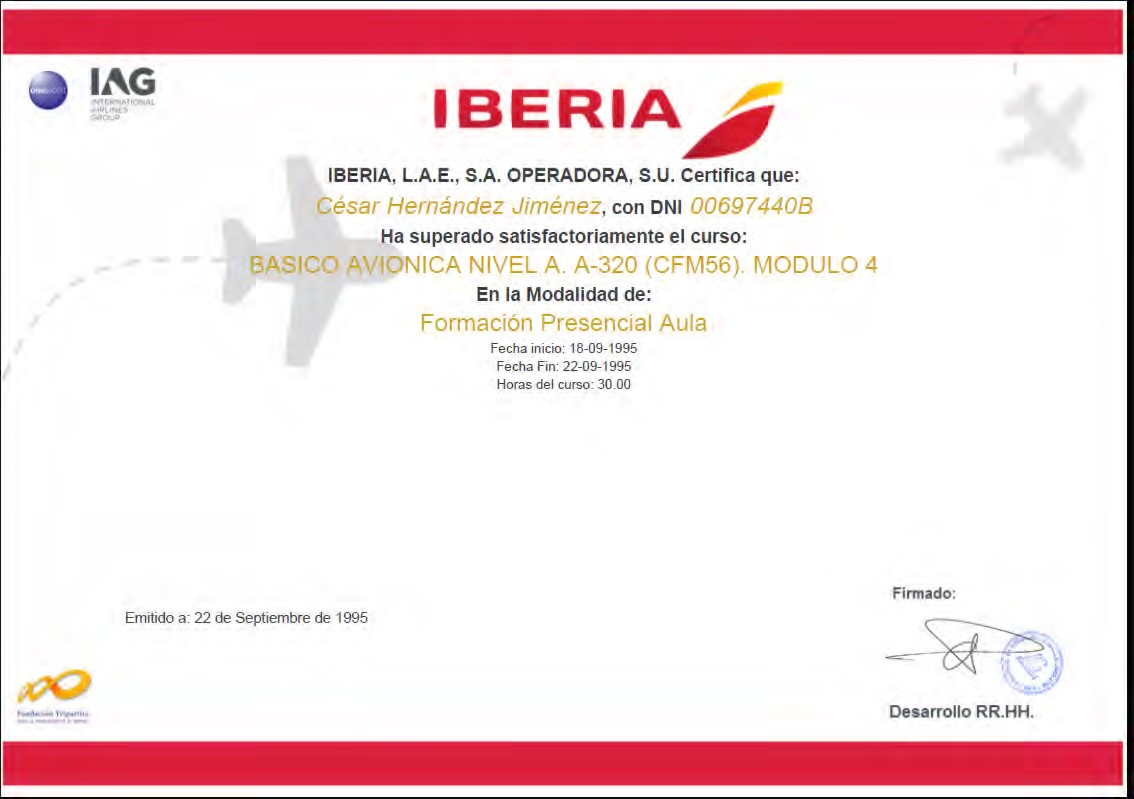 oneworld
IAG
INTERNATIONAL
AIRLINES
GROUP
IBERIA
IBERIA, L.A.E., S.A. OPERADORA, S.U. Certifica que:
César Hernández Jiménez, con DNI 00697440B
Ha superado satisfactoriamente el curso:
BASICO AVIONICA NIVEL A. A-320 (CFM56). MODULO 4
En la Modalidad de:
Formación Presencial Aula
Fecha inicio: 18-09-1995
Fecha Fin: 22-09-1995
Horas del curso: 30.00
Firmado:
Emitido a: 22 de Septiembre de 1995
Fundación Tripartita
Desarrollo RR.HH.